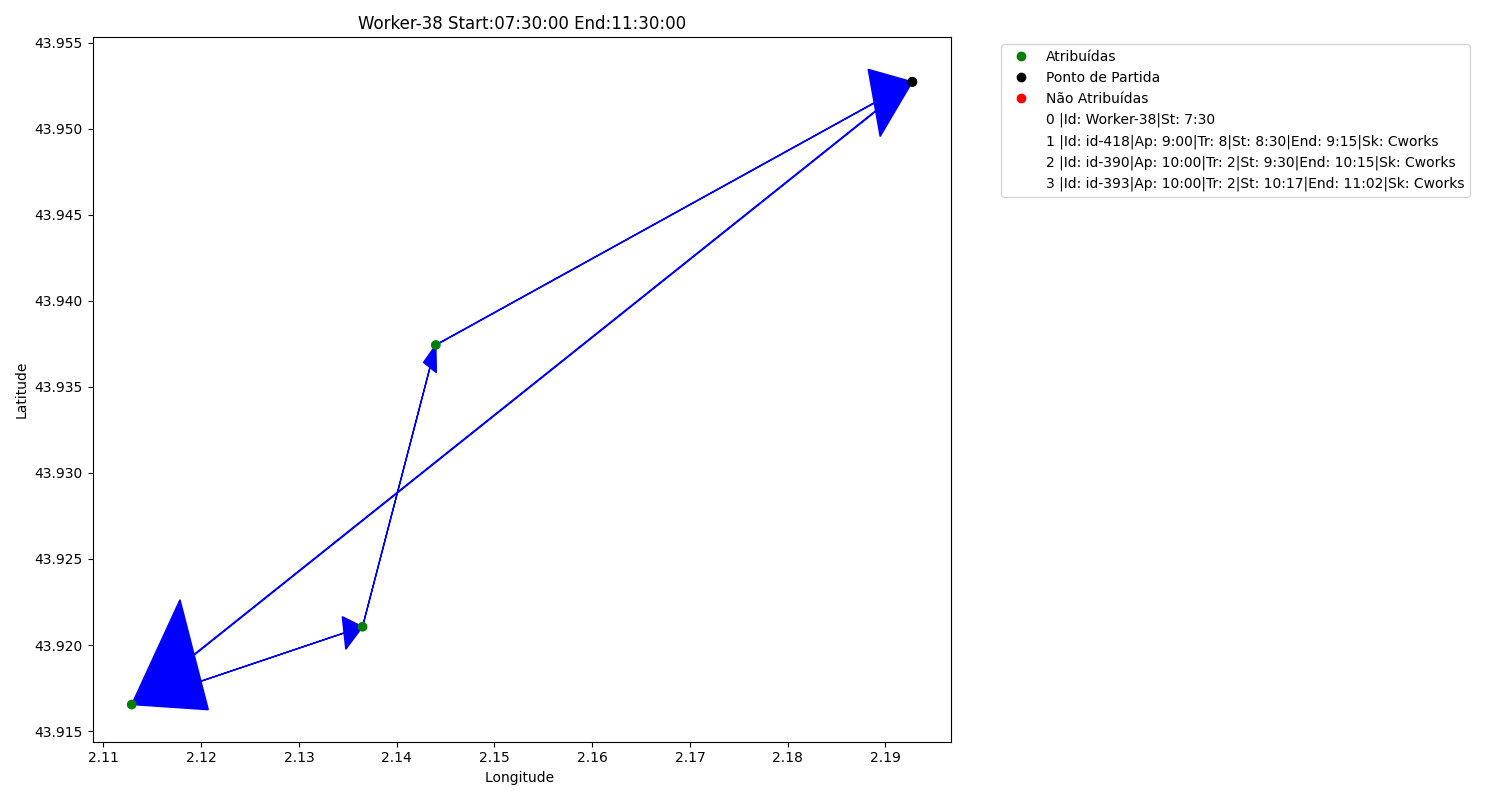 Worker-38 Start:07:30:00 End:11:30:00
43.955
43.950
43.945
43.940
43.935
43.930
43.925
43.920
43.915
Latitude
2.11 2.12 2.13 2.14 2.15 2.16 2.17 2.18 2.19
Longitude
Atribuídas
Ponto de Partida
Não Atribuídas
0 |Id: Worker-38|St: 7:30
1 |Id: id-418|Ap: 9:00|Tr: 8|St: 8:30|End: 9:15|Sk: Cworks
2 |Id: id-390|Ap: 10:00|Tr: 2|St: 9:30|End: 10:15|Sk: Cworks
3 |Id: id-393|Ap: 10:00|Tr: 2|St: 10:17|End: 11:02|Sk: Cworks